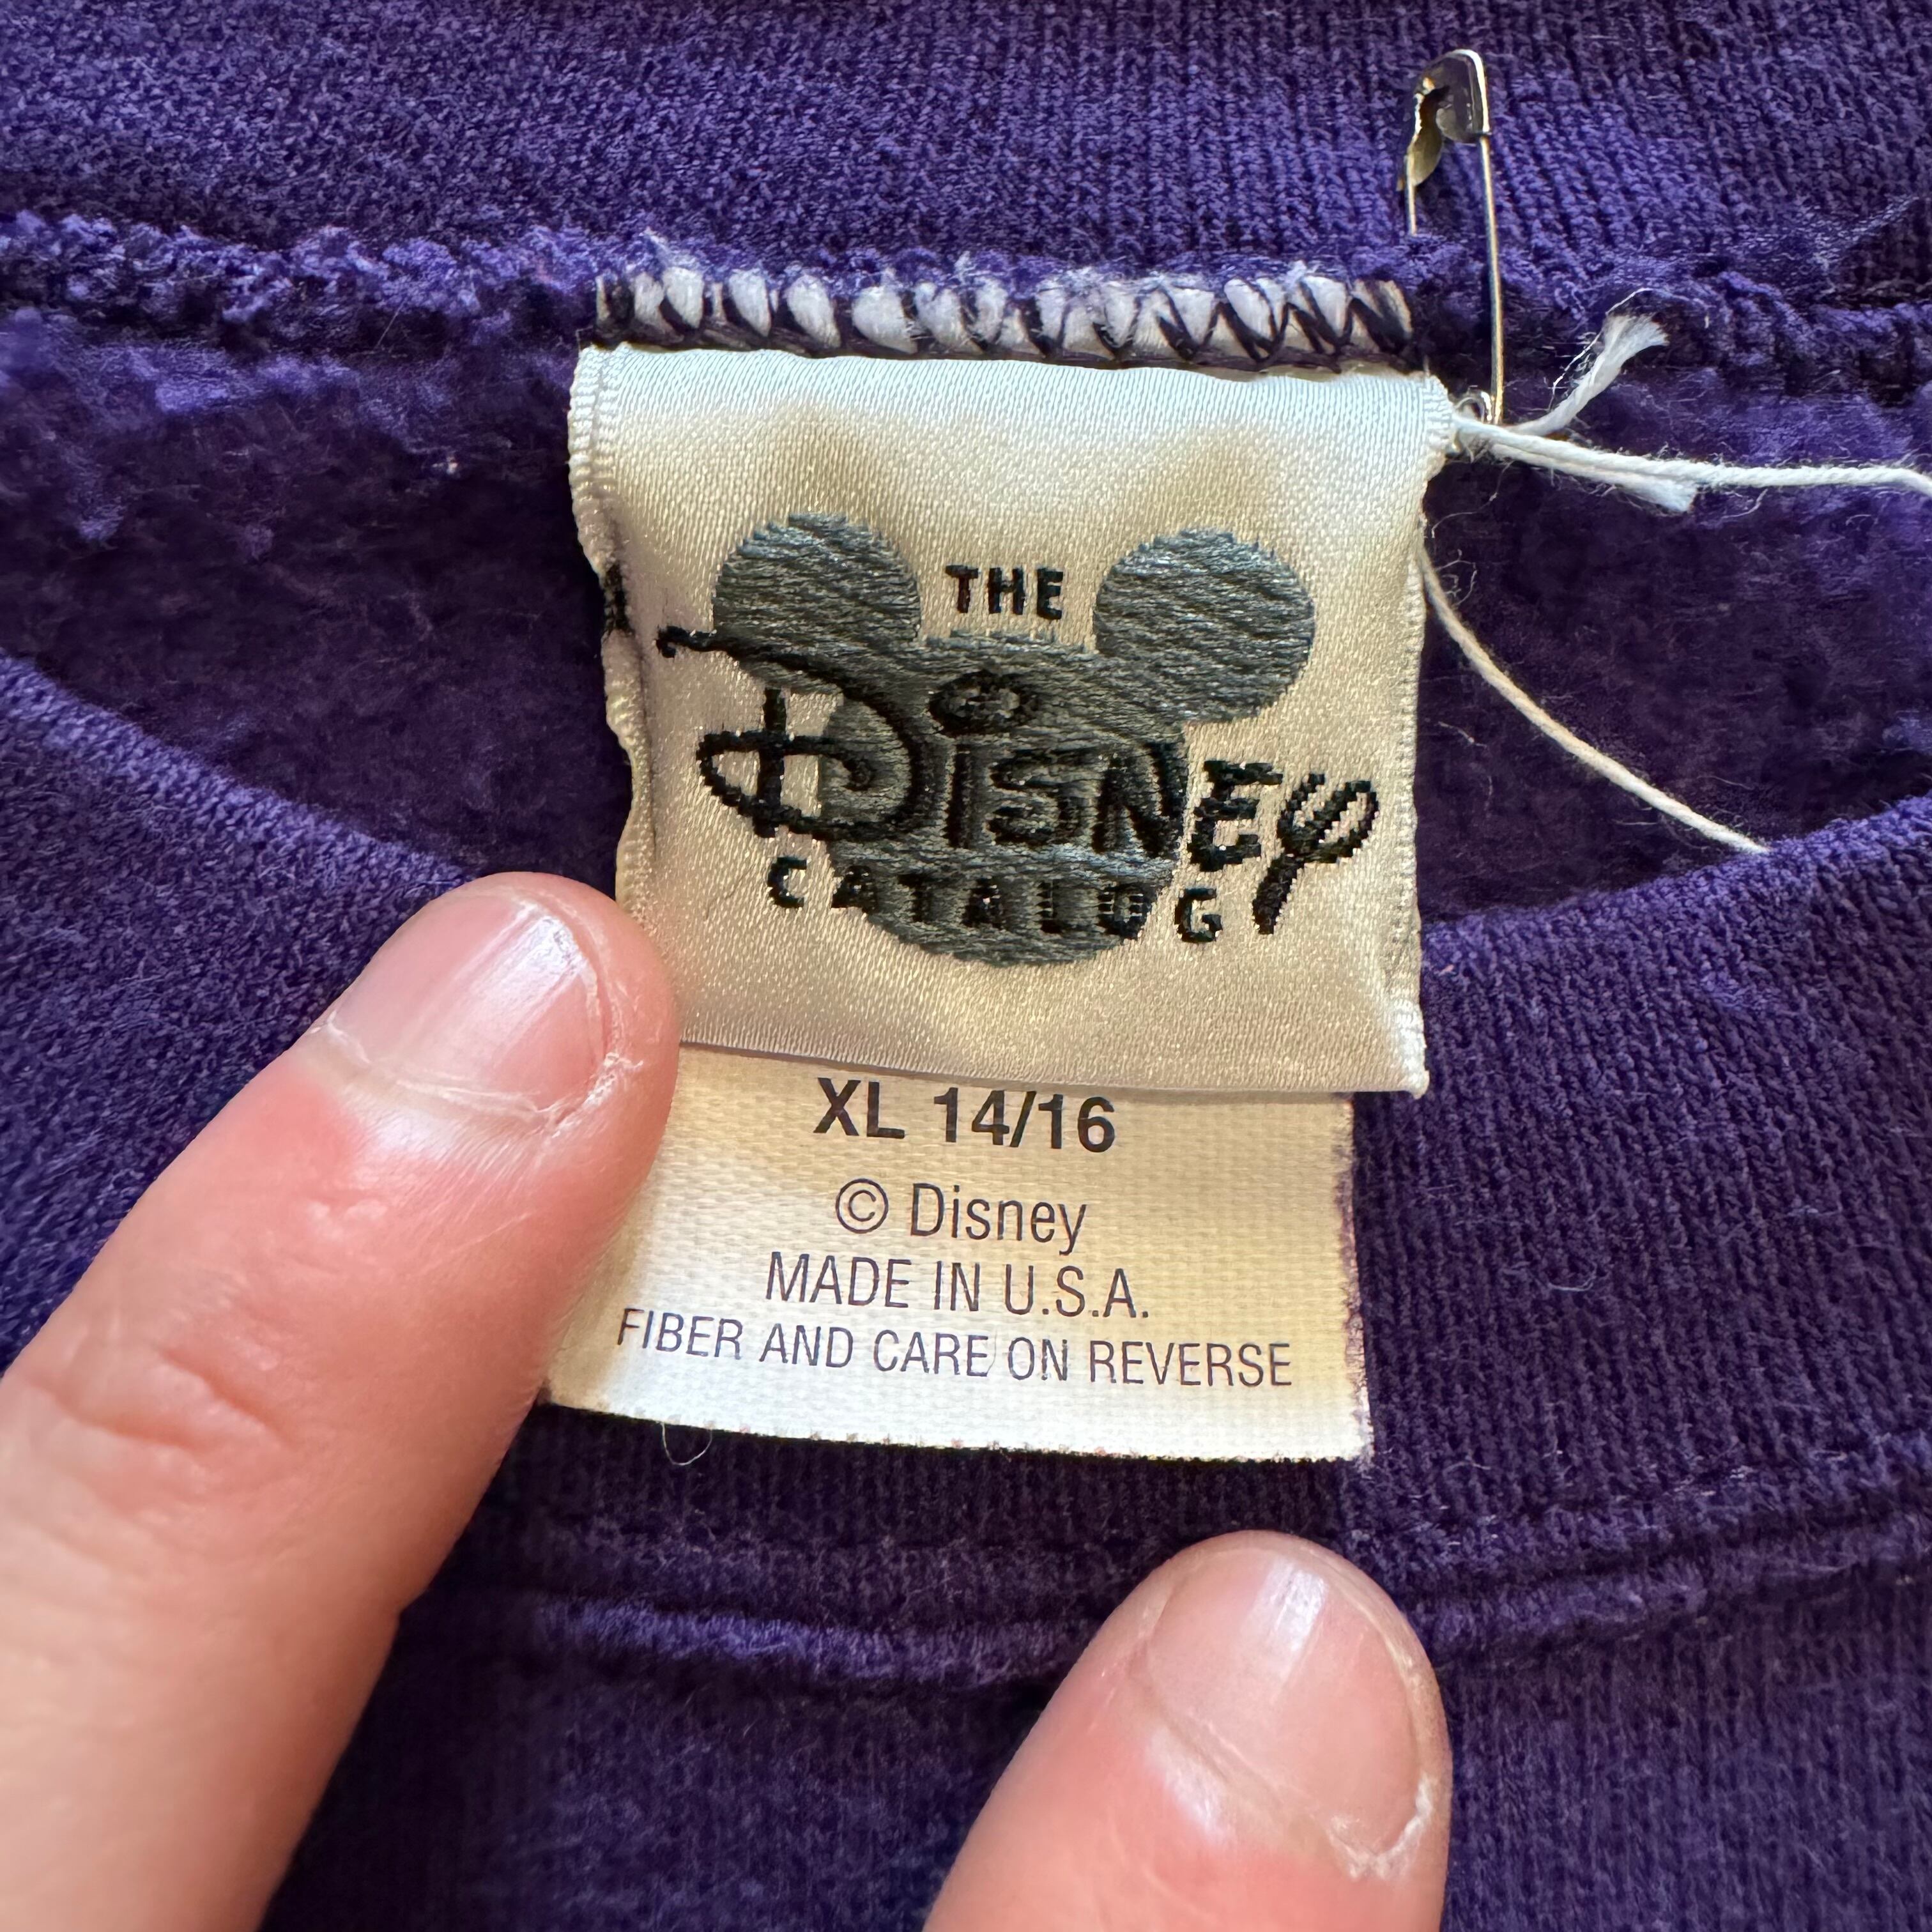 THE
Disney
CATALOG
XL 14/16
© Disney
MADE IN U.S.A.
FIBER AND CARE ON REVERSE